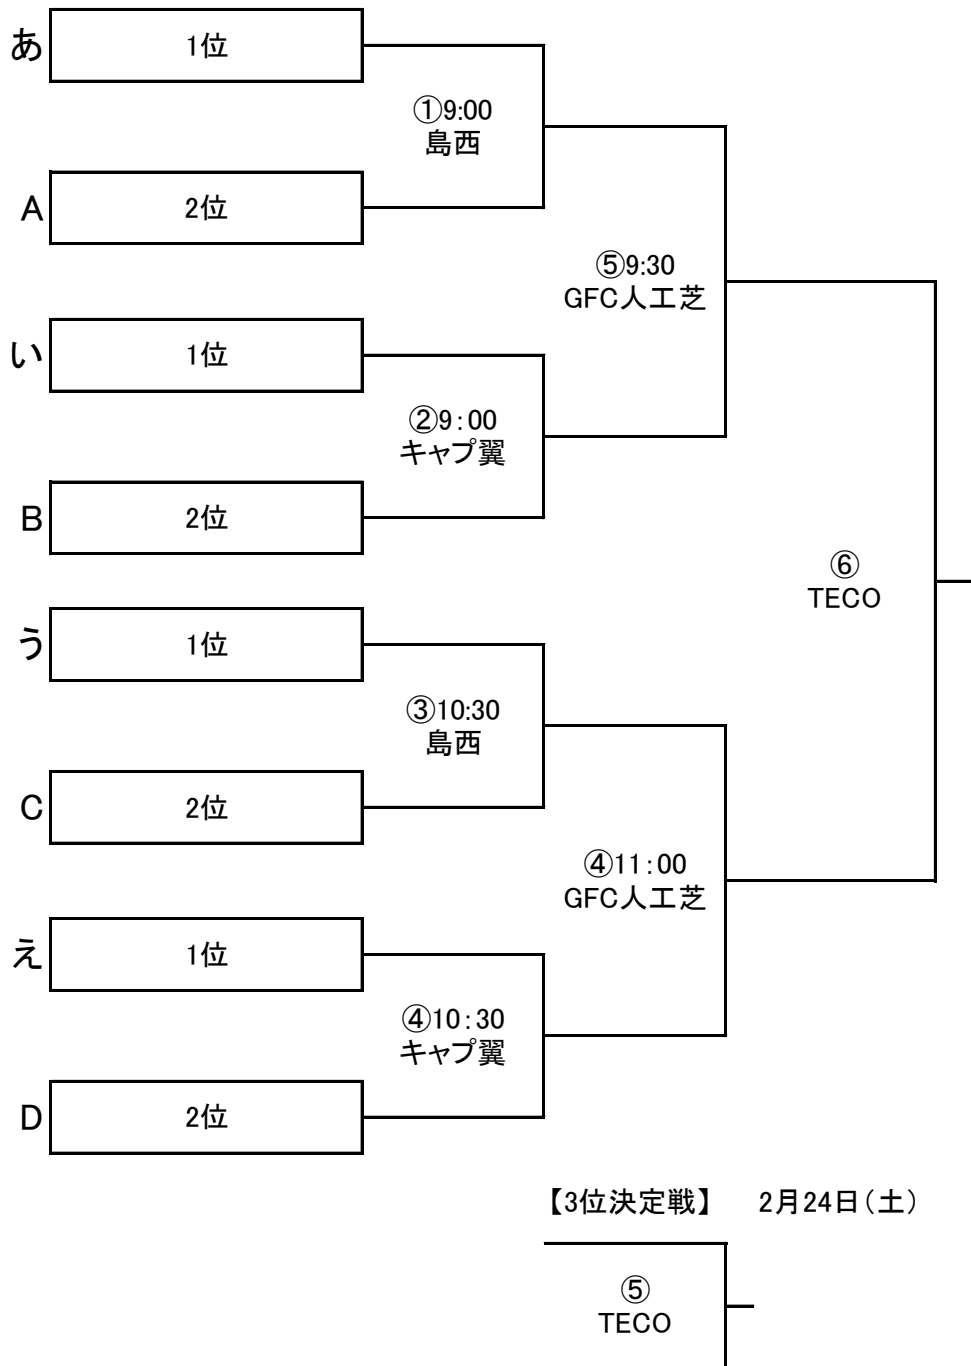 あ 1位
①9:00
島西
A 2位
⑤9:30
GFC人工芝
い 1位
②9:00
キャプ翼
B 2位
⑥
TECO
う 1位
③10:30
島西
C 2位
④11:00
GFC人工芝
え 1位
④10:30
キャプ翼
D 2位
【3位決定戦】 2月24日(土)
⑤
TECO